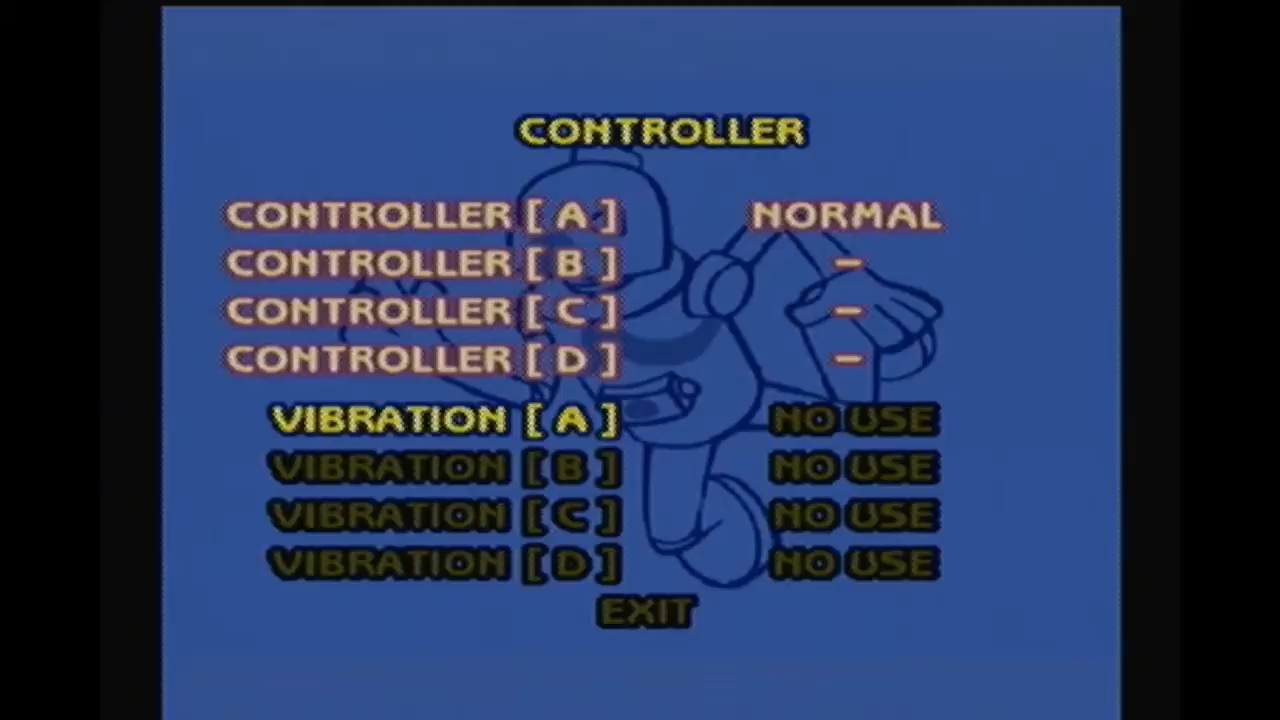 CONTROLLER
CONTROLLER [ A ] NORMAL
CONTROLLER [ B ] -
CONTROLLER [ C ] -
CONTROLLER [ D ] -
VIBRATION [ A ] NO USE
VIBRATION [ B ] NO USE
VIBRATION [ C ] NO USE
VIBRATION [ D ] NO USE
EXIT